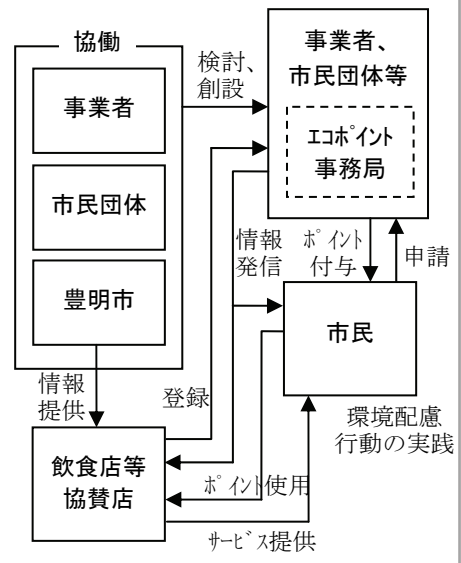 協働
事業者
市民団体
豊明市
検討、
創設
事業者、
市民団体等
ｴｺﾎﾟｲﾝﾄ
事務局
情報
発信
ﾎﾟｲﾝﾄ
付与
申請
市民
情報
提供
登録
環境配慮
行動の実践
飲食店等
協賛店
ﾎﾟｲﾝﾄ使用
ｻｰﾋﾞｽ提供